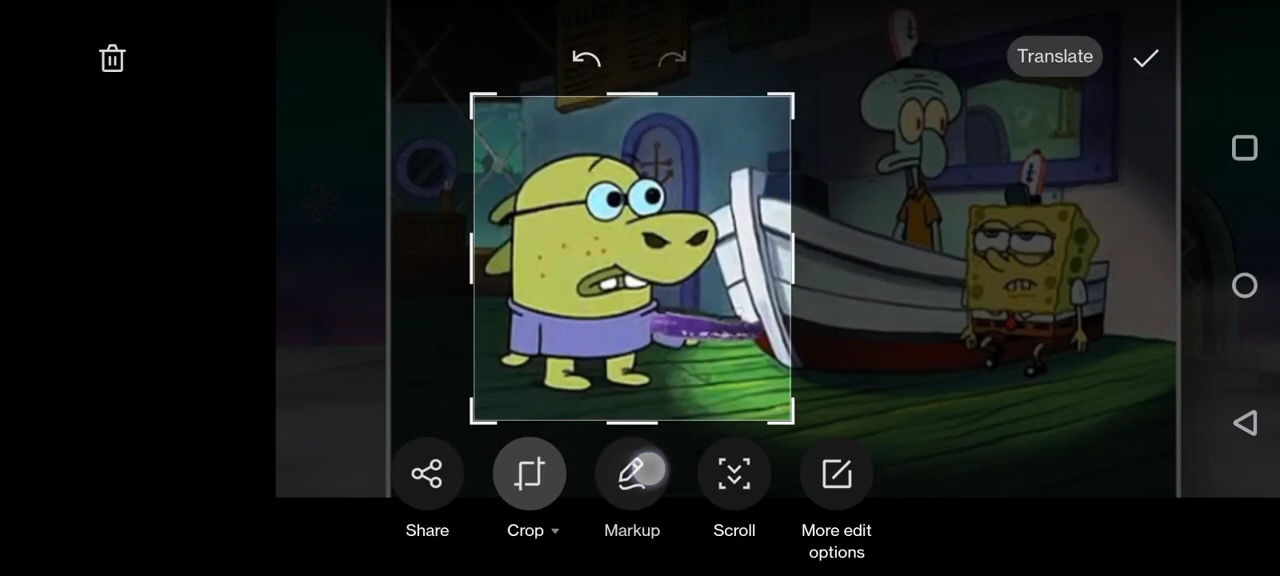 Translate
Share
Crop
Markup
Scroll
More edit
options